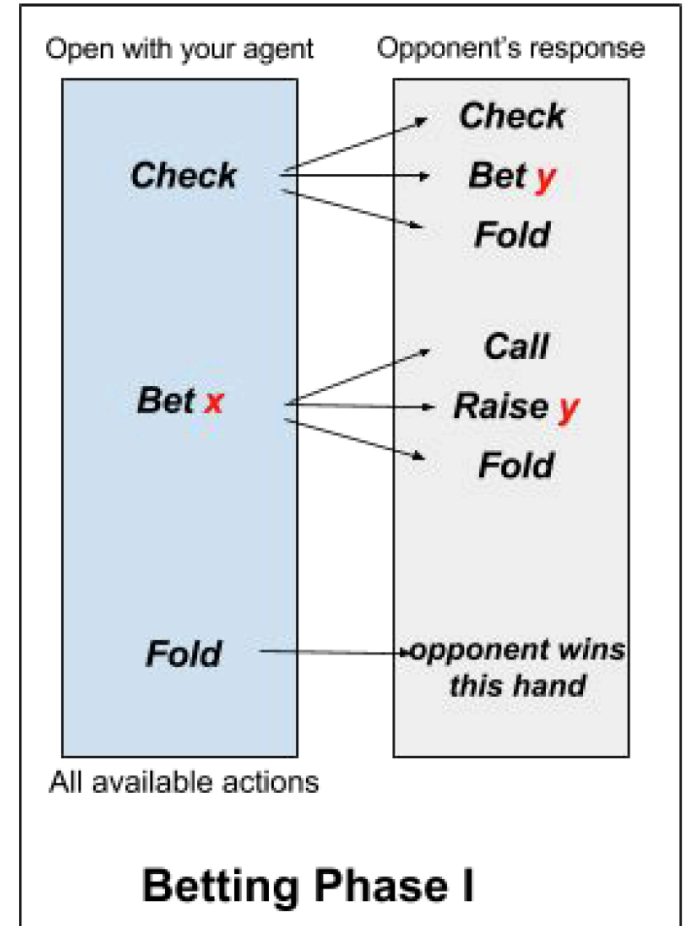 Open with your agent
Opponent's response
Check
Check
Bet y
Fold
Bet x
Call
Raise y
Fold
Fold
opponent wins
this hand
All available actions
Betting Phase I